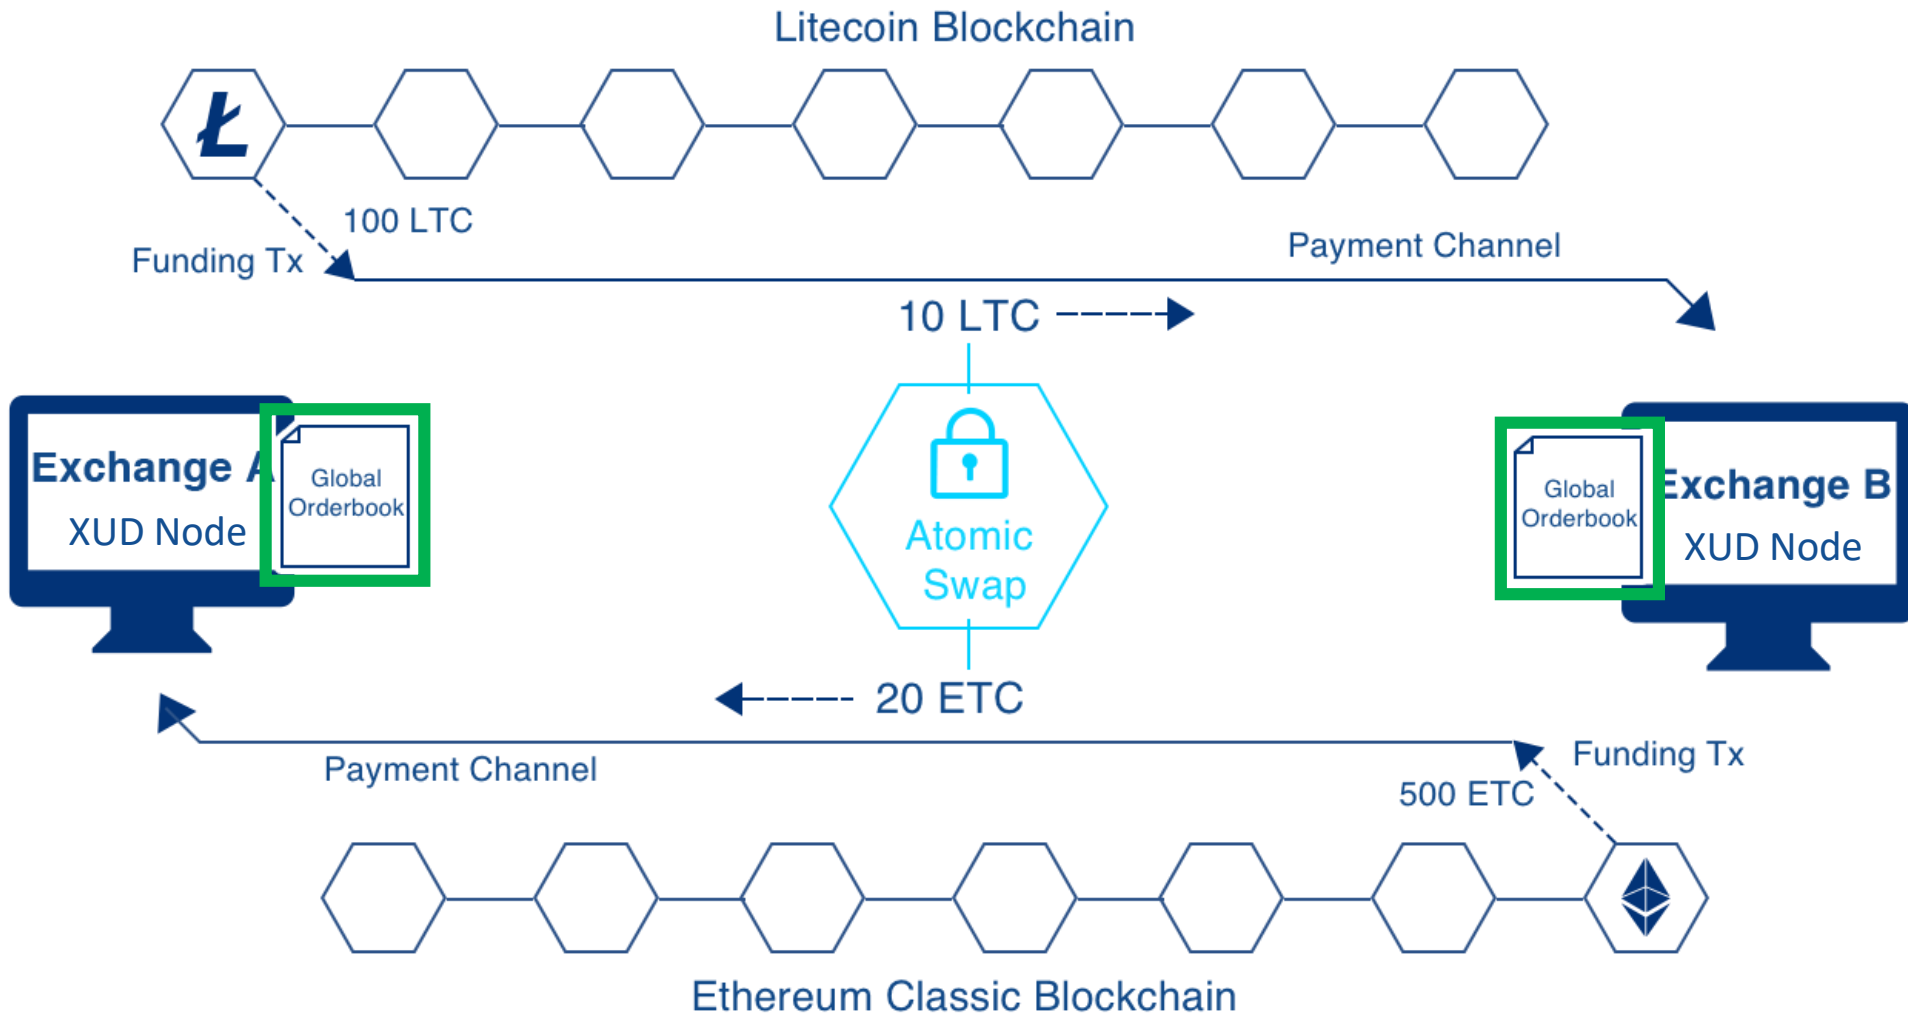 Litecoin Blockchain
100 LTC
Funding Tx
Payment Channel
10 LTC
Exchange A
XUD Node
Global
Orderbook
Atomic
Swap
Global
Orderbook
Exchange B
XUD Node
20 ETC
Payment Channel
Funding Tx
500 ETC
Ethereum Classic Blockchain